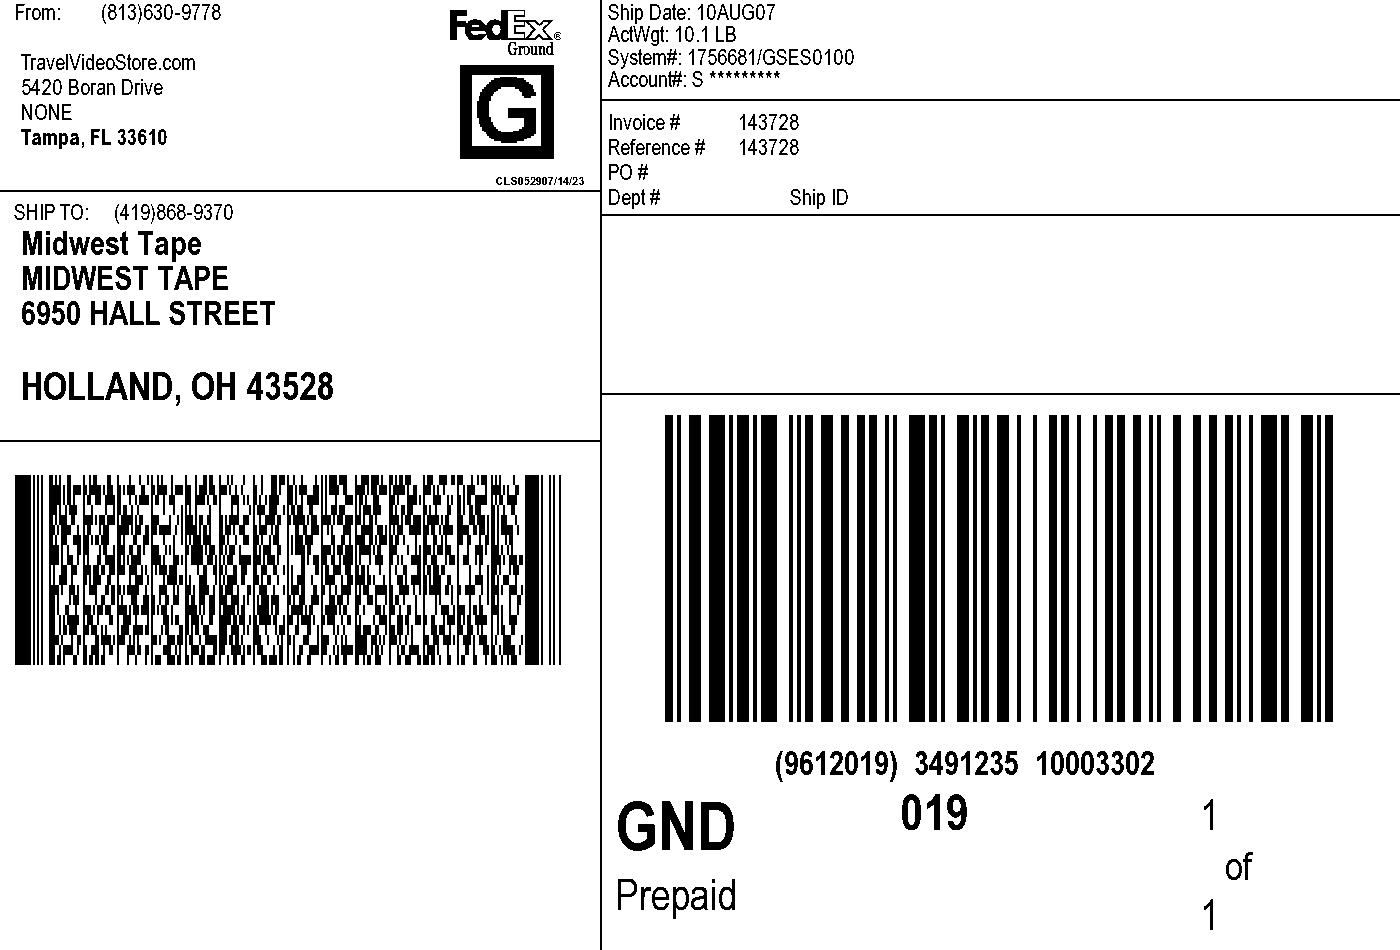 From: (813)630-9778
TravelVideoStore.com
5420 Boran Drive
NONE
Tampa, FL 33610
FedEx®
Ground
G
CLS052907/14/23
Ship Date: 10AUG07
ActWgt: 10.1 LB
System#: 1756681/GSES0100
Account#: S *********
Invoice # 143728
Reference # 143728
PO #
Dept # Ship ID
SHIP TO: (419)868-9370
Midwest Tape
MIDWEST TAPE
6950 HALL STREET
HOLLAND, OH 43528
(9612019) 3491235 10003302
GND 019 1
of
Prepaid 1